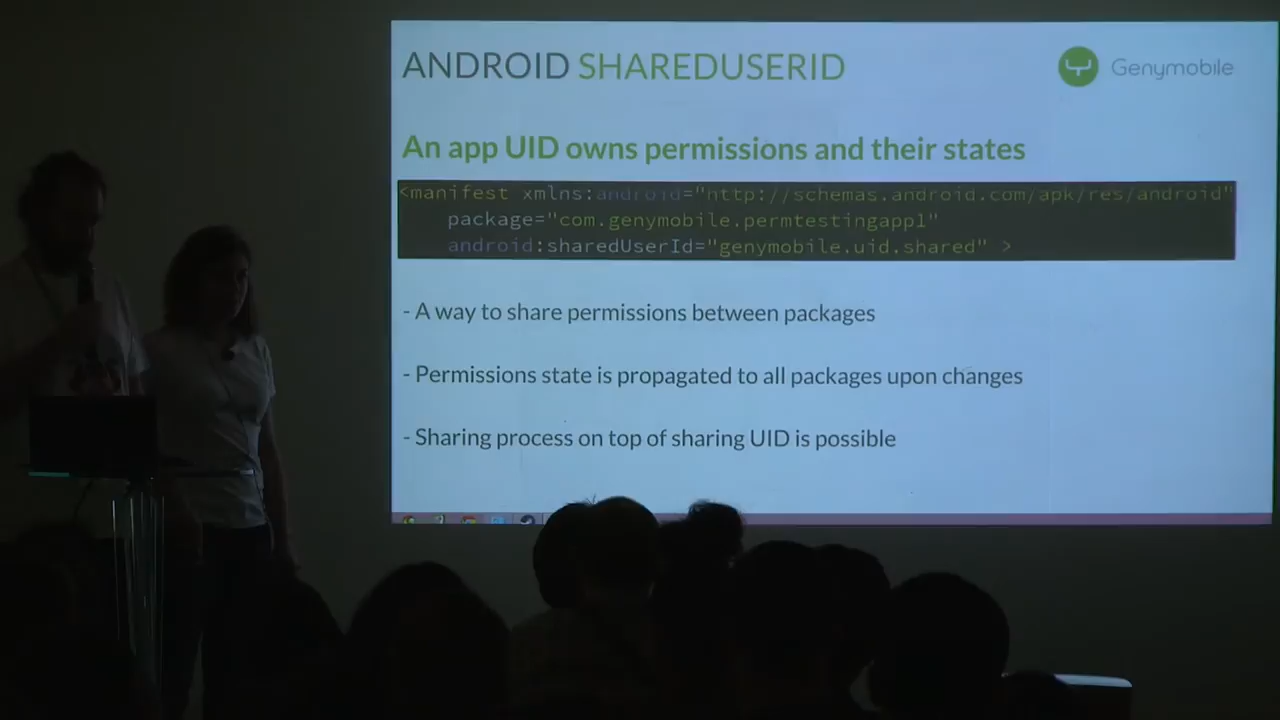 ANDROID SHAREDUSERID
Genymobile
An app UID owns permissions and their states
<manifest xmlns:android="http://schemas.android.com/apk/res/android"
package="com.genymobile.permtestingapp1"
android:sharedUserId="genymobile.uid.shared" >
- A way to share permissions between packages
- Permissions state is propagated to all packages upon changes
- Sharing process on top of sharing UID is possible